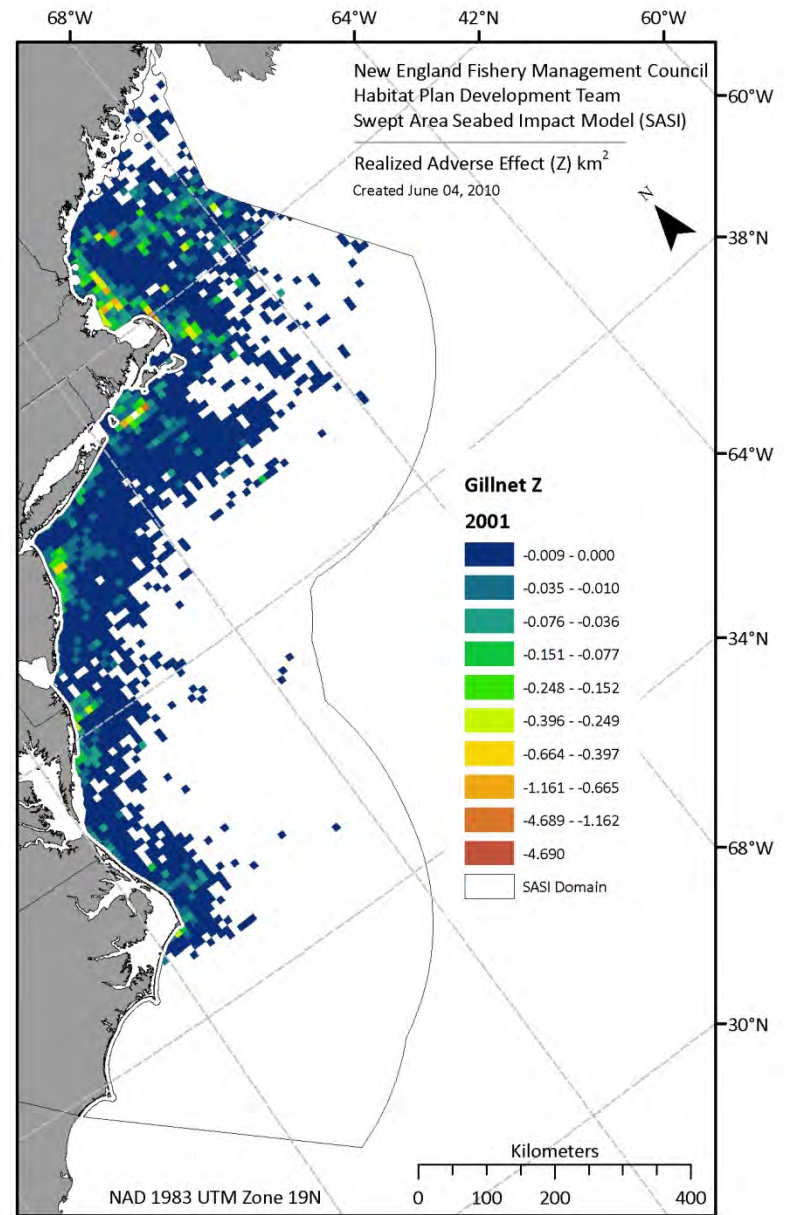 68°W
64°W
42°N
60°W
New England Fishery Management Council
Habitat Plan Development Team
Swept Area Seabed Impact Model (SASI)
Realized Adverse Effect (Z) km²
Created June 04, 2010
60°W
N
38°N
64°W
Gillnet Z
2001
-0.009 - 0.000
-0.035 - -0.010
-0.076 - -0.036
-0.151 - -0.077
-0.248 - -0.152
-0.396 - -0.249
-0.664 - -0.397
-1.161 - -0.665
-4.689 - -1.162
-4.690
SASI Domain
34°N
68°W
30°N
Kilometers
NAD 1983 UTM Zone 19N
0 100 200 400